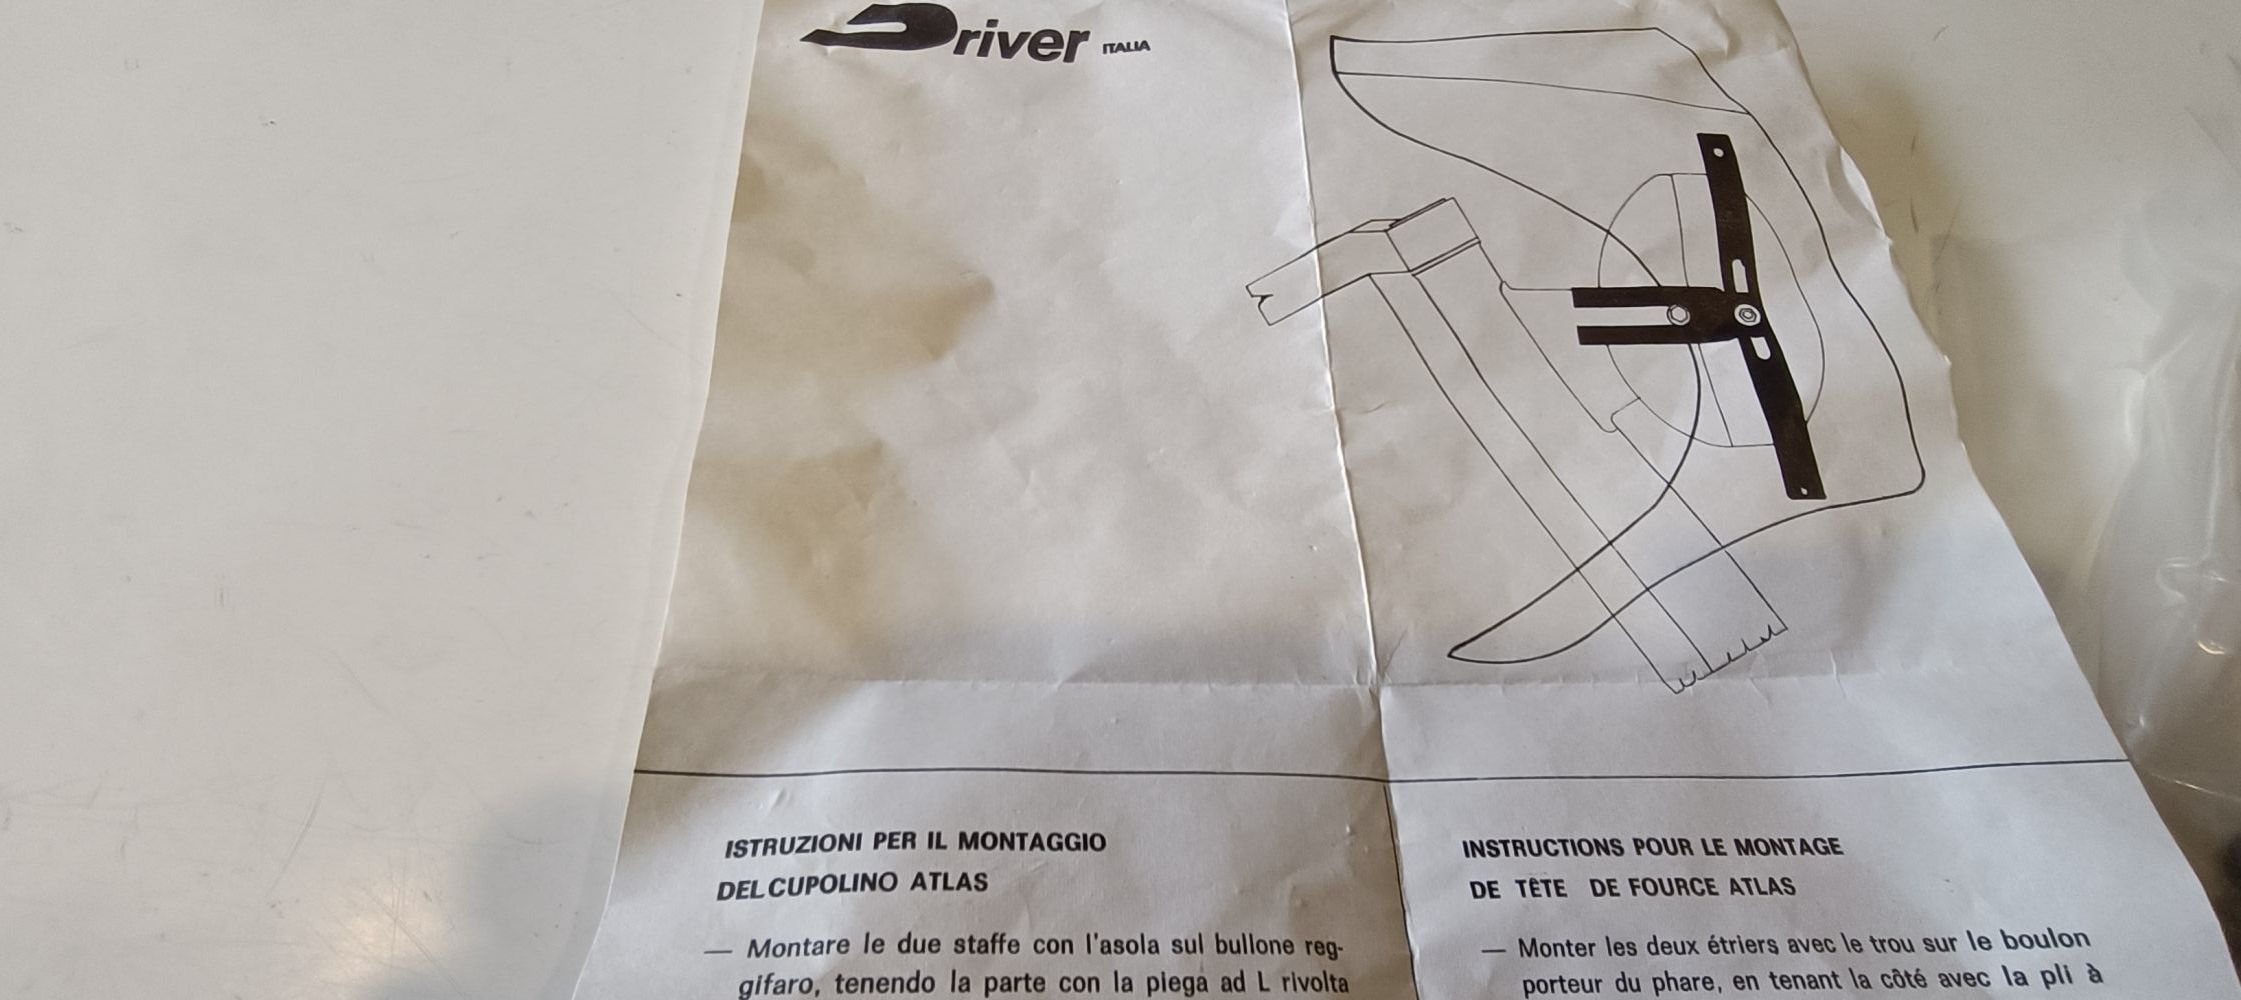 Driver ITALIA
ISTRUZIONI PER IL MONTAGGIO
DEL CUPOLINO ATLAS
— Montare le due staffe con l'asola sul bullone reg-
gifaro, tenendo la parte con la piega ad L rivolta
INSTRUCTIONS POUR LE MONTAGE
DE TÊTE DE FOURCE ATLAS
— Monter les deux étriers avec le trou sur le boulon
porteur du phare, en tenant la côté avec la pli à